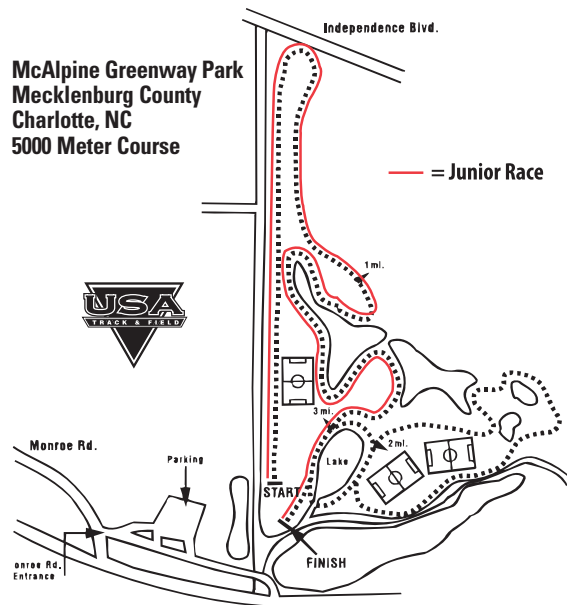 Independence Blvd.
McAlpine Greenway Park
Mecklenburg County
Charlotte, NC
5000 Meter Course
= Junior Race
1 mi.
USA
TRACK & FIELD
3 mi.
2 mi.
Monroe Rd.
Parking
Lake
START
onroe Rd.
Entrance
FINISH